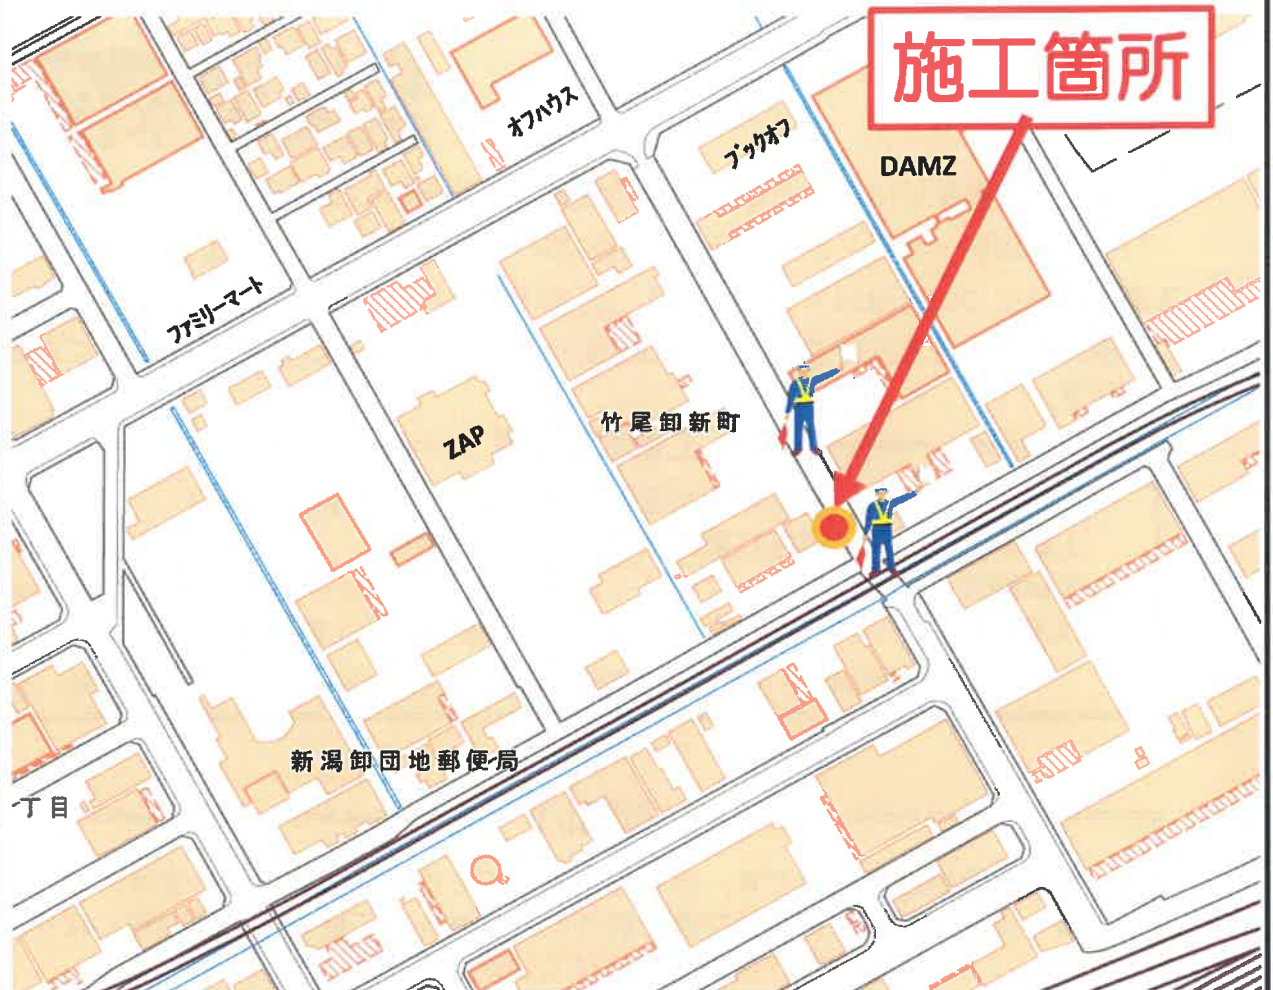 施工箇所
オフハウス
ブックオフ
DAMZ
ファミリーマート
竹尾卸新町
ZAP
新潟卸団地郵便局
丁目